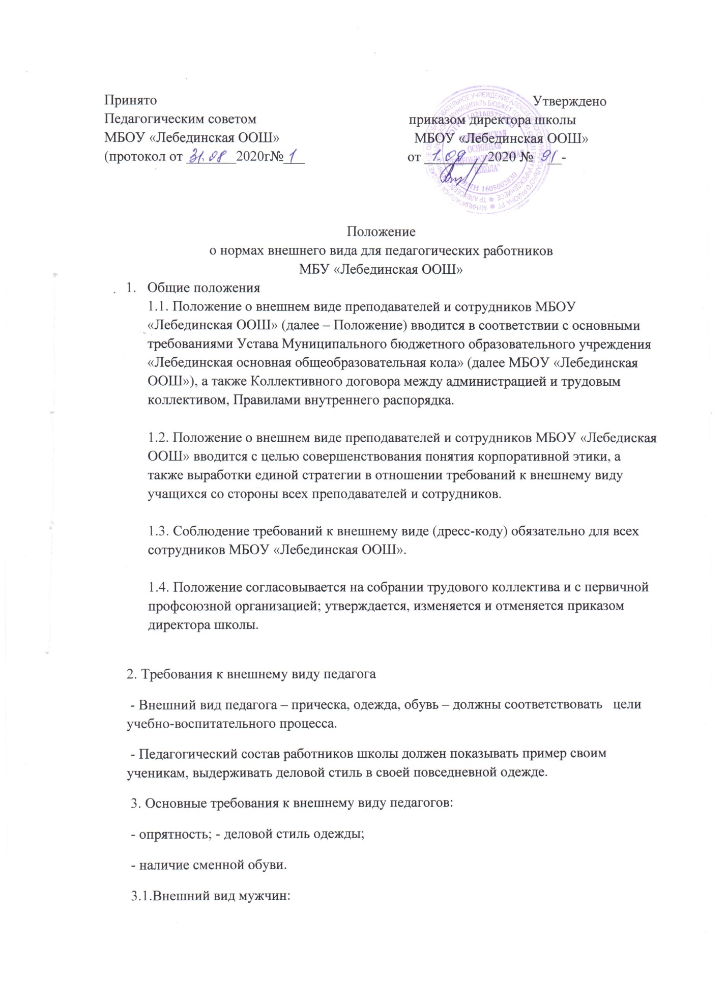 Принято Утверждено
Педагогическим советом приказом директора школы
МБОУ «Лебединская ООШ» МБОУ «Лебединская ООШ»
(протокол от 31.08 2020г№ 1 от 1.09 2020 № 91 -
ОСНОВНАЯ
ШКОЛА"
ИНН 1605002830
Положение
о нормах внешнего вида для педагогических работников
МБУ «Лебединская ООШ»
1. Общие положения
1.1. Положение о внешнем виде преподавателей и сотрудников МБОУ
«Лебединская ООШ» (далее – Положение) вводится в соответствии с основными
требованиями Устава Муниципального бюджетного образовательного учреждения
«Лебединская основная общеобразовательная кола» (далее МБОУ «Лебединская
ООШ»), а также Коллективного договора между администрацией и трудовым
коллективом, Правилами внутреннего распорядка.
1.2. Положение о внешнем виде преподавателей и сотрудников МБОУ «Лебедиская
ООШ» вводится с целью совершенствования понятия корпоративной этики, а
также выработки единой стратегии в отношении требований к внешнему виду
учащихся со стороны всех преподавателей и сотрудников.
1.3. Соблюдение требований к внешнему виде (дресс-коду) обязательно для всех
сотрудников МБОУ «Лебединская ООШ».
1.4. Положение согласовывается на собрании трудового коллектива и с первичной
профсоюзной организацией; утверждается, изменяется и отменяется приказом
директора школы.
2. Требования к внешнему виду педагога
- Внешний вид педагога – прическа, одежда, обувь – должны соответствовать цели
учебно-воспитательного процесса.
- Педагогический состав работников школы должен показывать пример своим
ученикам, выдерживать деловой стиль в своей повседневной одежде.
3. Основные требования к внешнему виду педагогов:
- опрятность; - деловой стиль одежды;
- наличие сменной обуви.
3.1.Внешний вид мужчин: